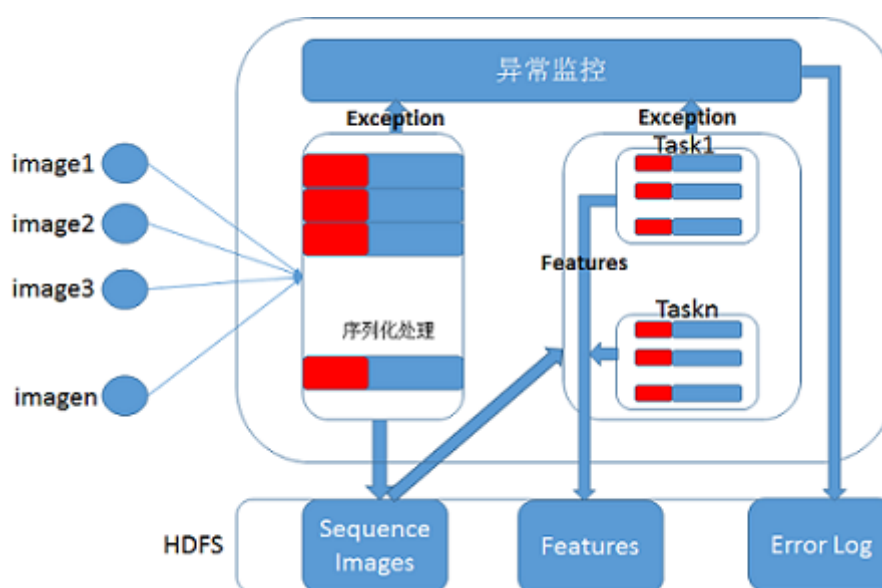 异常监控
Exception
Exception
image1
image2
image3
imagen
序列化处理
Task1
Features
Taskn
HDFS
Sequence
Images
Features
Error Log